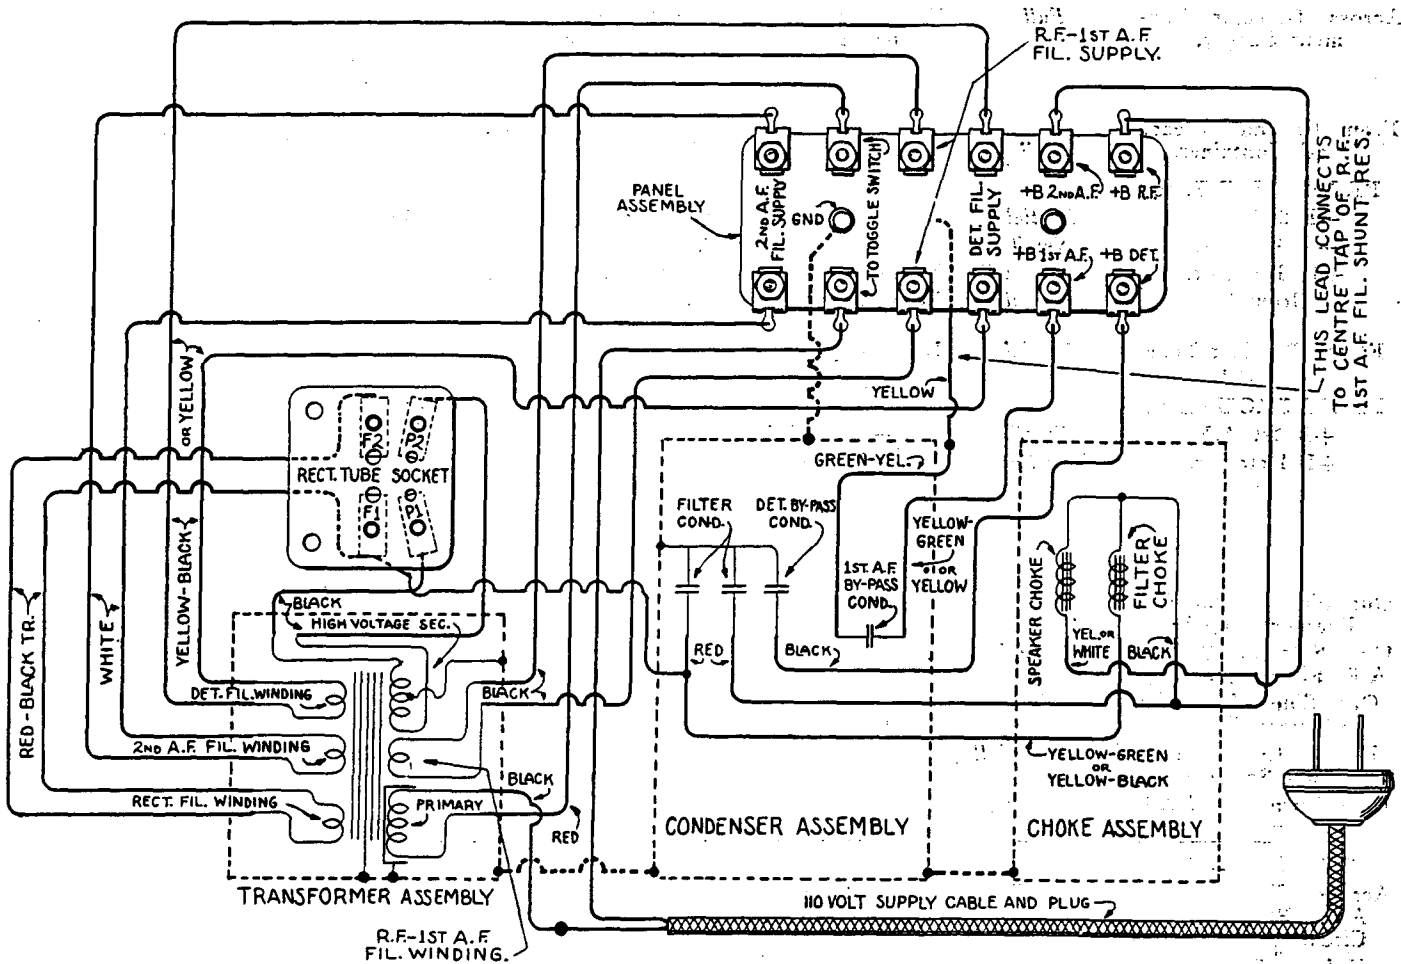 R.F.-1ST A.F.
FIL. SUPPLY.
PANEL
ASSEMBLY
2ND A.F.
FIL. SUPPLY
GND
TO TOGGLE SWITCH
DET. FIL.
SUPPLY
+B 2ND A.F.
+B R.F.
+B 1ST A.F.
+B DET.
THIS LEAD CONNECTS
TO CENTRE TAP OF R.F.-
1ST A.F. FIL. SHUNT RES.
OR YELLOW
YELLOW
F2
P2
RECT. TUBE SOCKET
F1
P1
GREEN-YEL.
FILTER
COND.
DET. BY-PASS
COND.
YELLOW-
GREEN
OR
YELLOW
1ST A.F.
BY-PASS
COND.
SPEAKER CHOKE
FILTER
CHOKE
YEL. OR
WHITE
BLACK
RED
BLACK
RED-BLACK TR.
WHITE
YELLOW-BLACK
BLACK
HIGH VOLTAGE SEC.
DET. FIL. WINDING
BLACK
2ND A.F. FIL. WINDING
RECT. FIL. WINDING
PRIMARY
BLACK
RED
YELLOW-GREEN
OR
YELLOW-BLACK
CONDENSER ASSEMBLY
CHOKE ASSEMBLY
TRANSFORMER ASSEMBLY
110 VOLT SUPPLY CABLE AND PLUG
R.F.-1ST A.F.
FIL. WINDING.